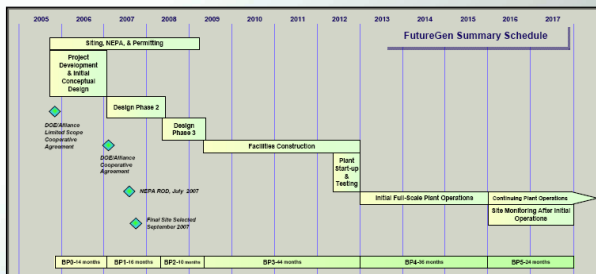 2005 2006 2007 2008 2009 2010 2011 2012 2013 2014 2015 2016 2017
FutureGen Summary Schedule
Siting, NEPA, & Permitting
Project
Development
& Initial
Conceptual
Design
Design Phase 2
Design
Phase 3
DOE/Alliance
Limited Scope
Cooperative
Agreement
DOE/Alliance
Cooperative
Agreement
Facilities Construction
Plant
Start-up
&
Testing
NEPA ROD, July 2007
Initial Full-Scale Plant Operations
Continuing Plant Operations
Site Monitoring After Initial
Operations
Final Site Selected
September 2007
BP0-14 months BP1-16 months BP2-10 months BP3-44 months BP4-36 months BP5-24 months